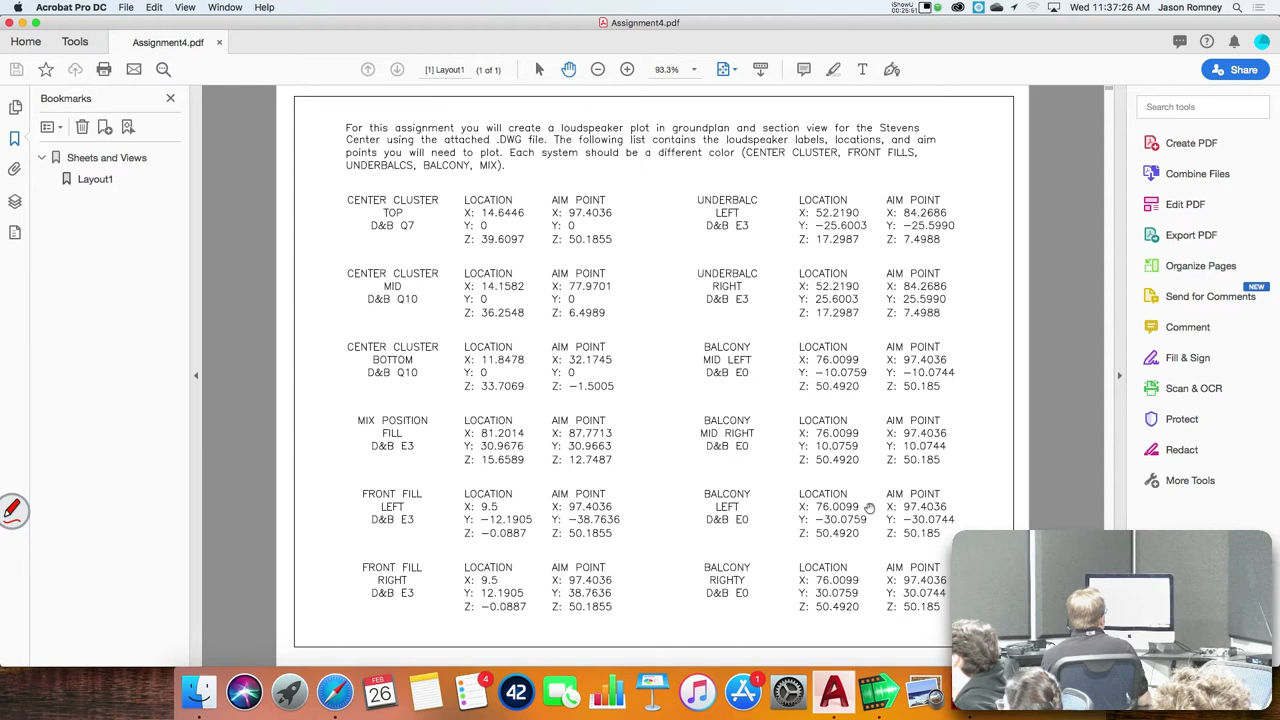 Acrobat Pro DC File Edit View Window Help
iShowU
00:26:51
Wed 11:37:26 AM Jason Romney
Assignment4.pdf
Home Tools Assignment4.pdf ×
[1] Layout1 (1 of 1) 93.3% Share
Bookmarks
Sheets and Views
Layout1
For this assignment you will create a loudspeaker plot in groundplan and section view for the Stevens
Center using the attached .DWG file. The following list contains the loudspeaker labels, locations, and aim
points you will need to plot. Each system should be a different color (CENTER CLUSTER, FRONT FILLS,
UNDERBALCS, BALCONY, MIX).
CENTER CLUSTER LOCATION AIM POINT
TOP X: 14.6446 X: 97.4036
D&B Q7 Y: 0 Y: 0
Z: 39.6097 Z: 50.1855
CENTER CLUSTER LOCATION AIM POINT
MID X: 14.1582 X: 77.9701
D&B Q10 Y: 0 Y: 0
Z: 36.2548 Z: 6.4989
CENTER CLUSTER LOCATION AIM POINT
BOTTOM X: 11.8478 X: 32.1745
D&B Q10 Y: 0 Y: 0
Z: 33.7069 Z: −1.5005
MIX POSITION LOCATION AIM POINT
FILL X: 81.2014 X: 87.7713
D&B E3 Y: 30.9676 Y: 30.9663
Z: 15.6589 Z: 12.7487
FRONT FILL LOCATION AIM POINT
LEFT X: 9.5 X: 97.4036
D&B E3 Y: −12.1905 Y: −38.7636
Z: −0.0887 Z: 50.1855
FRONT FILL LOCATION AIM POINT
RIGHT X: 9.5 X: 97.4036
D&B E3 Y: 12.1905 Y: 38.7636
Z: −0.0887 Z: 50.1855
UNDERBALC LOCATION AIM POINT
LEFT X: 52.2190 X: 84.2686
D&B E3 Y: −25.6003 Y: −25.5990
Z: 17.2987 Z: 7.4988
UNDERBALC LOCATION AIM POINT
RIGHT X: 52.2190 X: 84.2686
D&B E3 Y: 25.6003 Y: 25.5990
Z: 17.2987 Z: 7.4988
BALCONY LOCATION AIM POINT
MID LEFT X: 76.0099 X: 97.4036
D&B E0 Y: −10.0759 Y: −10.0744
Z: 50.4920 Z: 50.185
BALCONY LOCATION AIM POINT
MID RIGHT X: 76.0099 X: 97.4036
D&B E0 Y: 10.0759 Y: 10.0744
Z: 50.4920 Z: 50.185
BALCONY LOCATION AIM POINT
LEFT X: 76.0099 X: 97.4036
D&B E0 Y: −30.0759 Y: −30.0744
Z: 50.4920 Z: 50.185
BALCONY LOCATION AIM POINT
RIGHTY X: 76.0099 X: 97.4036
D&B E0 Y: 30.0759 Y: 30.0744
Z: 50.4920 Z: 50.185
Search tools
Create PDF
Combine Files
Edit PDF
Export PDF
Organize Pages
NEW
Send for Comments
Comment
Fill & Sign
Scan & OCR
Protect
Redact
More Tools
FEB
26
4
42
1